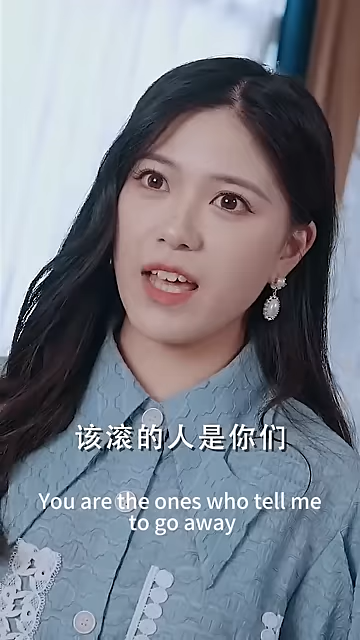 该滚的人是你们
You are the ones who tell me
to go away